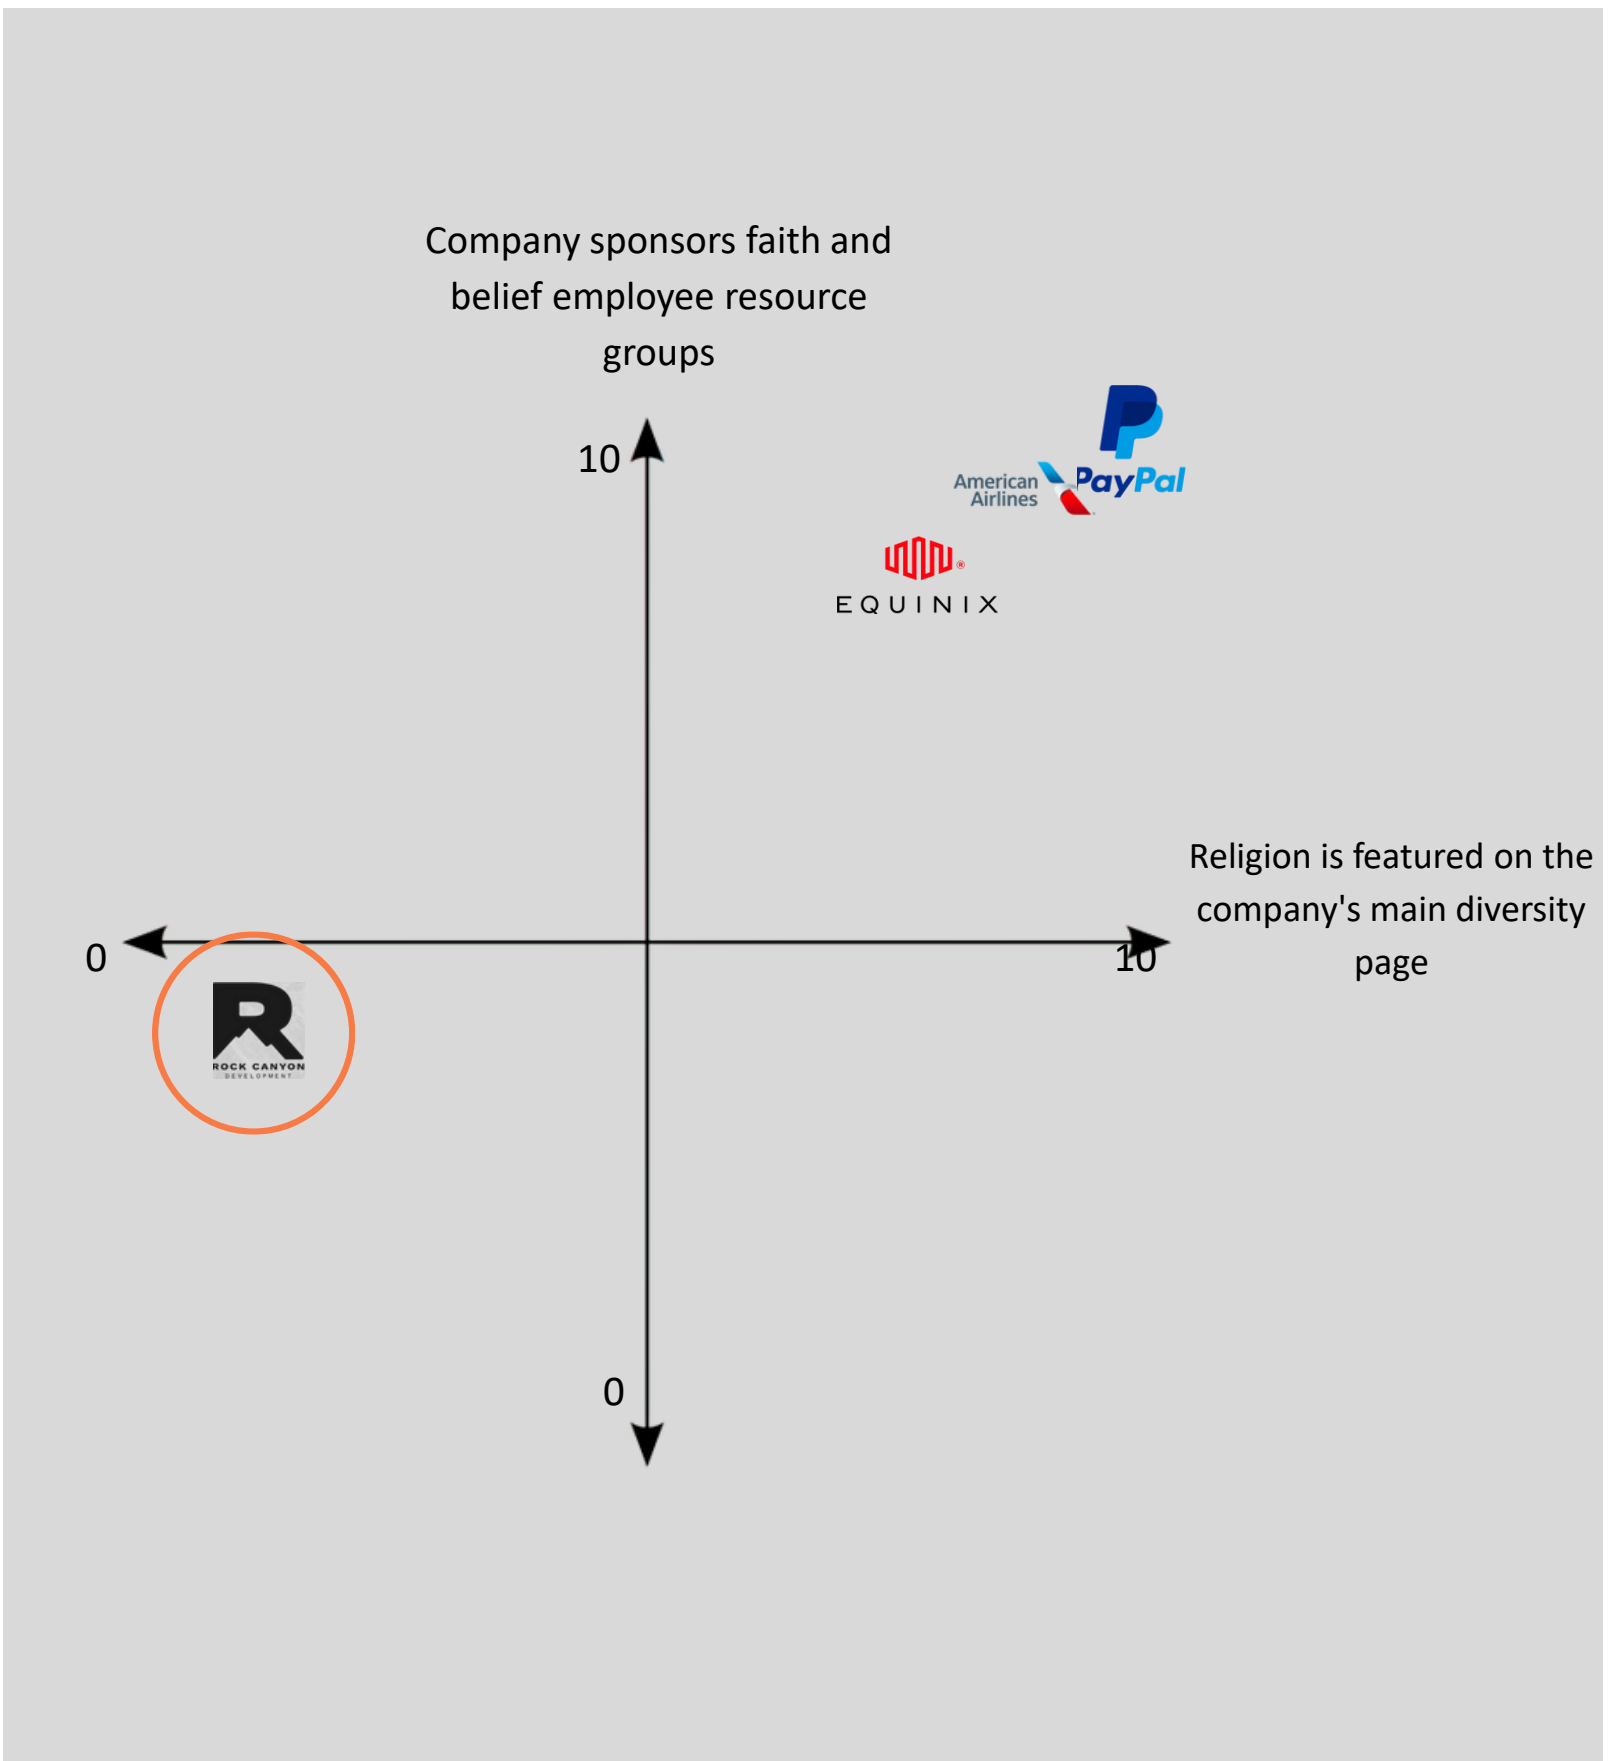 Company sponsors faith and
belief employee resource
groups
10
American
Airlines
PayPal
EQUINIX
Religion is featured on the
company's main diversity
page
0
10
R
ROCK CANYON
DEVELOPMENT
0